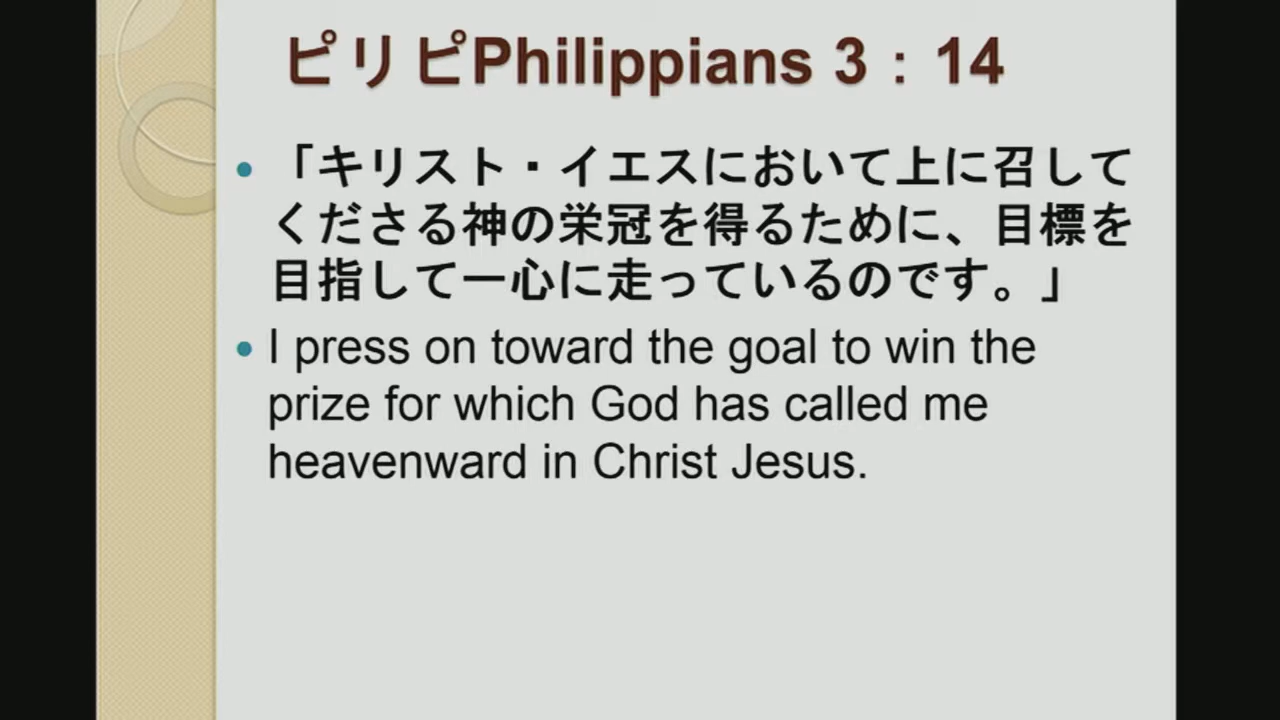 ピリピPhilippians 3：14
「キリスト・イエスにおいて上に召して
くださる神の栄冠を得るために、目標を
目指して一心に走っているのです。」
I press on toward the goal to win the
prize for which God has called me
heavenward in Christ Jesus.